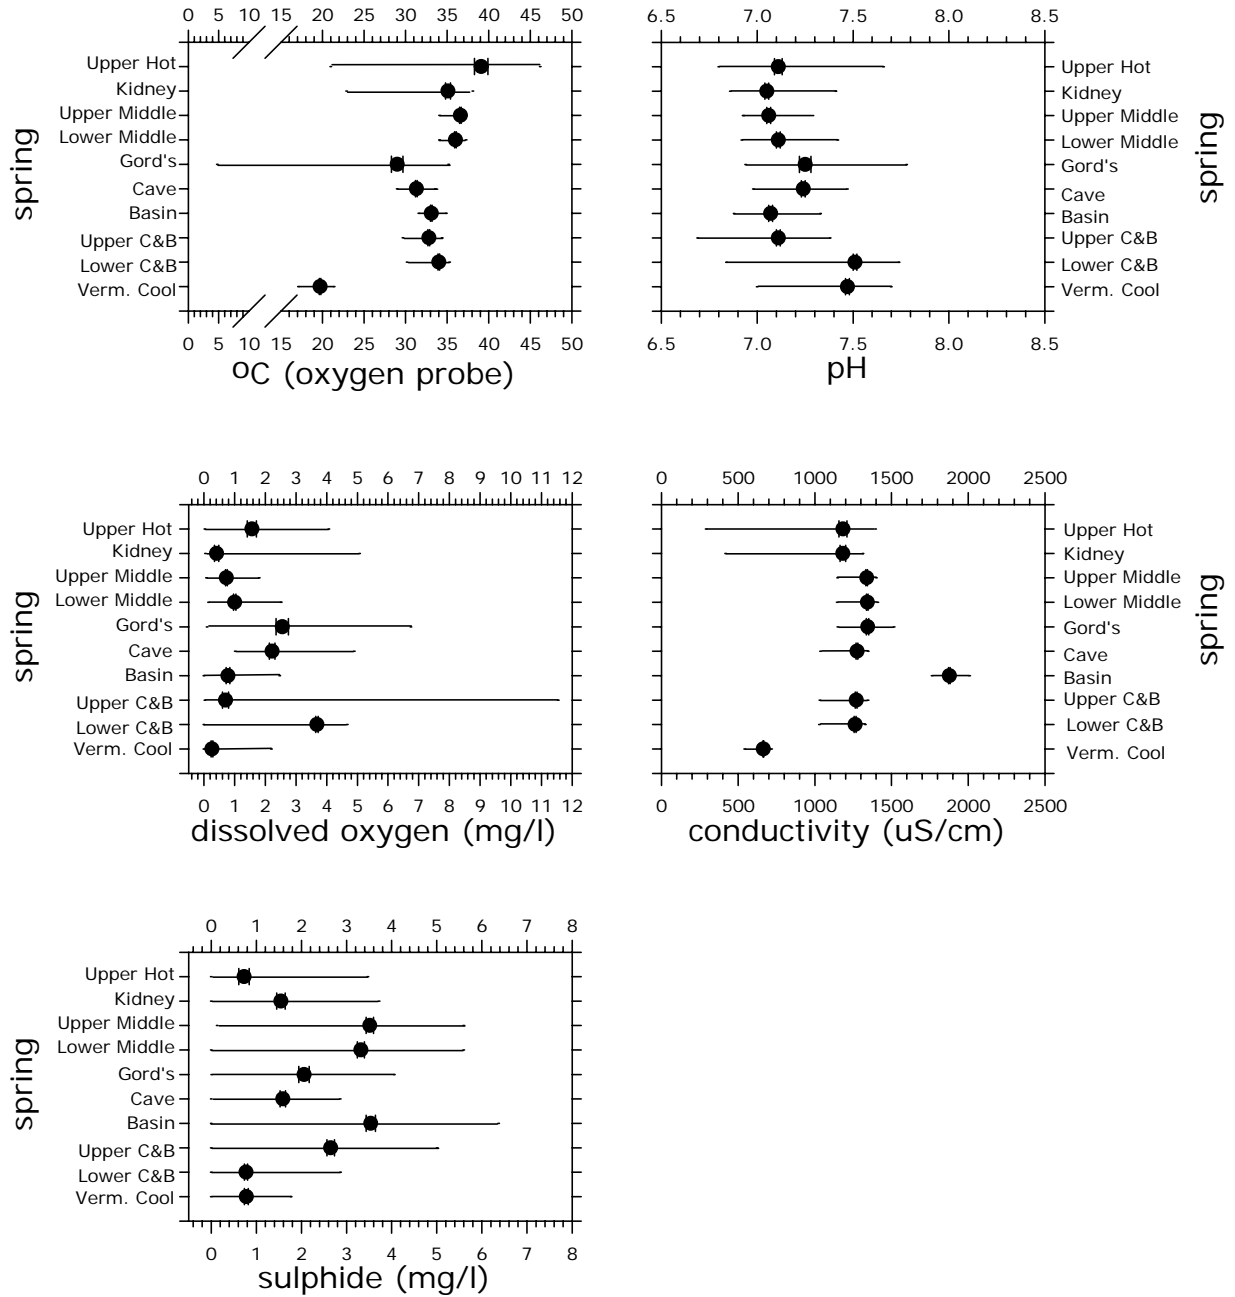 0 5 10 15 20 25 30 35 40 45 50
Upper Hot
Kidney
Upper Middle
Lower Middle
Gord's
Cave
Basin
Upper C&B
Lower C&B
Verm. Cool
spring
0 5 10 15 20 25 30 35 40 45 50
oC (oxygen probe)
6.5 7.0 7.5 8.0 8.5
Upper Hot
Kidney
Upper Middle
Lower Middle
Gord's
Cave
Basin
Upper C&B
Lower C&B
Verm. Cool
spring
6.5 7.0 7.5 8.0 8.5
pH
0 1 2 3 4 5 6 7 8 9 10 11 12
Upper Hot
Kidney
Upper Middle
Lower Middle
Gord's
Cave
Basin
Upper C&B
Lower C&B
Verm. Cool
spring
0 1 2 3 4 5 6 7 8 9 10 11 12
dissolved oxygen (mg/l)
0 500 1000 1500 2000 2500
Upper Hot
Kidney
Upper Middle
Lower Middle
Gord's
Cave
Basin
Upper C&B
Lower C&B
Verm. Cool
spring
0 500 1000 1500 2000 2500
conductivity (uS/cm)
0 1 2 3 4 5 6 7 8
Upper Hot
Kidney
Upper Middle
Lower Middle
Gord's
Cave
Basin
Upper C&B
Lower C&B
Verm. Cool
spring
0 1 2 3 4 5 6 7 8
sulphide (mg/l)